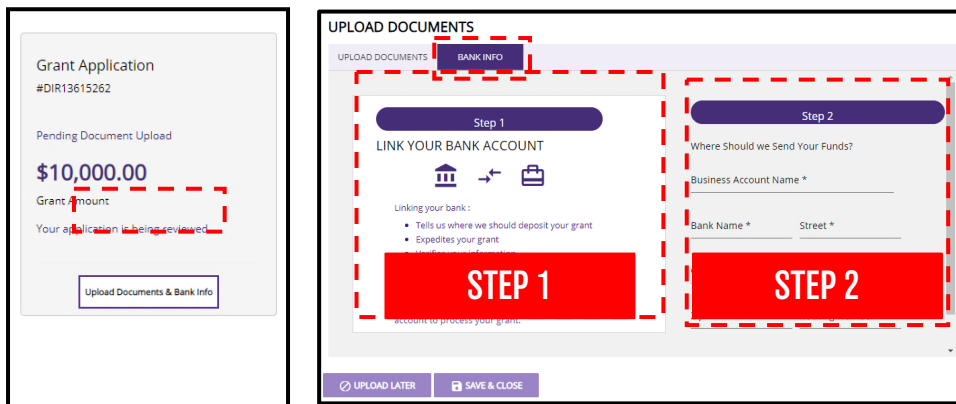 Grant Application
#DIR13615262
Pending Document Upload
$10,000.00
Grant Amount
Your application is being reviewed
Upload Documents & Bank Info
UPLOAD DOCUMENTS
UPLOAD DOCUMENTS
BANK INFO
Step 1
LINK YOUR BANK ACCOUNT
Linking your bank :
Tells us where we should deposit your grant
Expedites your grant
STEP 1
account to process your grant.
Step 2
Where Should we Send Your Funds?
Business Account Name *
Bank Name *
Street *
STEP 2
UPLOAD LATER
SAVE & CLOSE